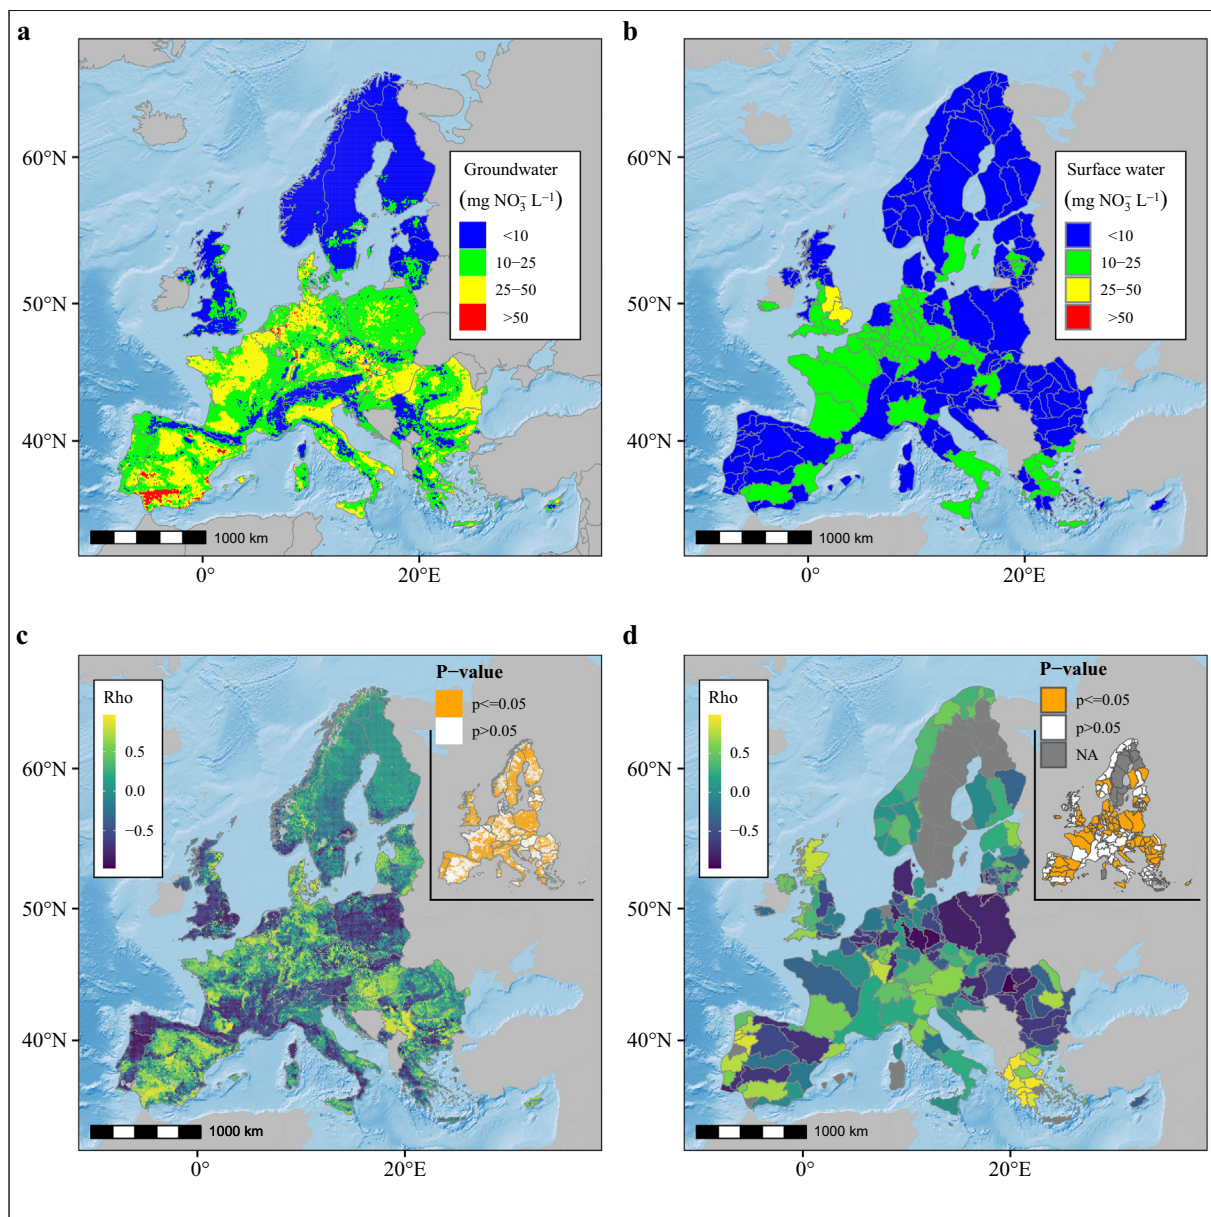 a
60°N
50°N
40°N
0°
20°E
Groundwater
(mg NO₃⁻ L⁻¹)
<10
10−25
25−50
>50
1000 km
b
60°N
50°N
40°N
0°
20°E
Surface water
(mg NO₃⁻ L⁻¹)
<10
10−25
25−50
>50
1000 km
c
60°N
50°N
40°N
0°
20°E
Rho
0.5
0.0
−0.5
P−value
p<=0.05
p>0.05
1000 km
d
60°N
50°N
40°N
0°
20°E
Rho
0.5
0.0
−0.5
P−value
p<=0.05
p>0.05
NA
1000 km